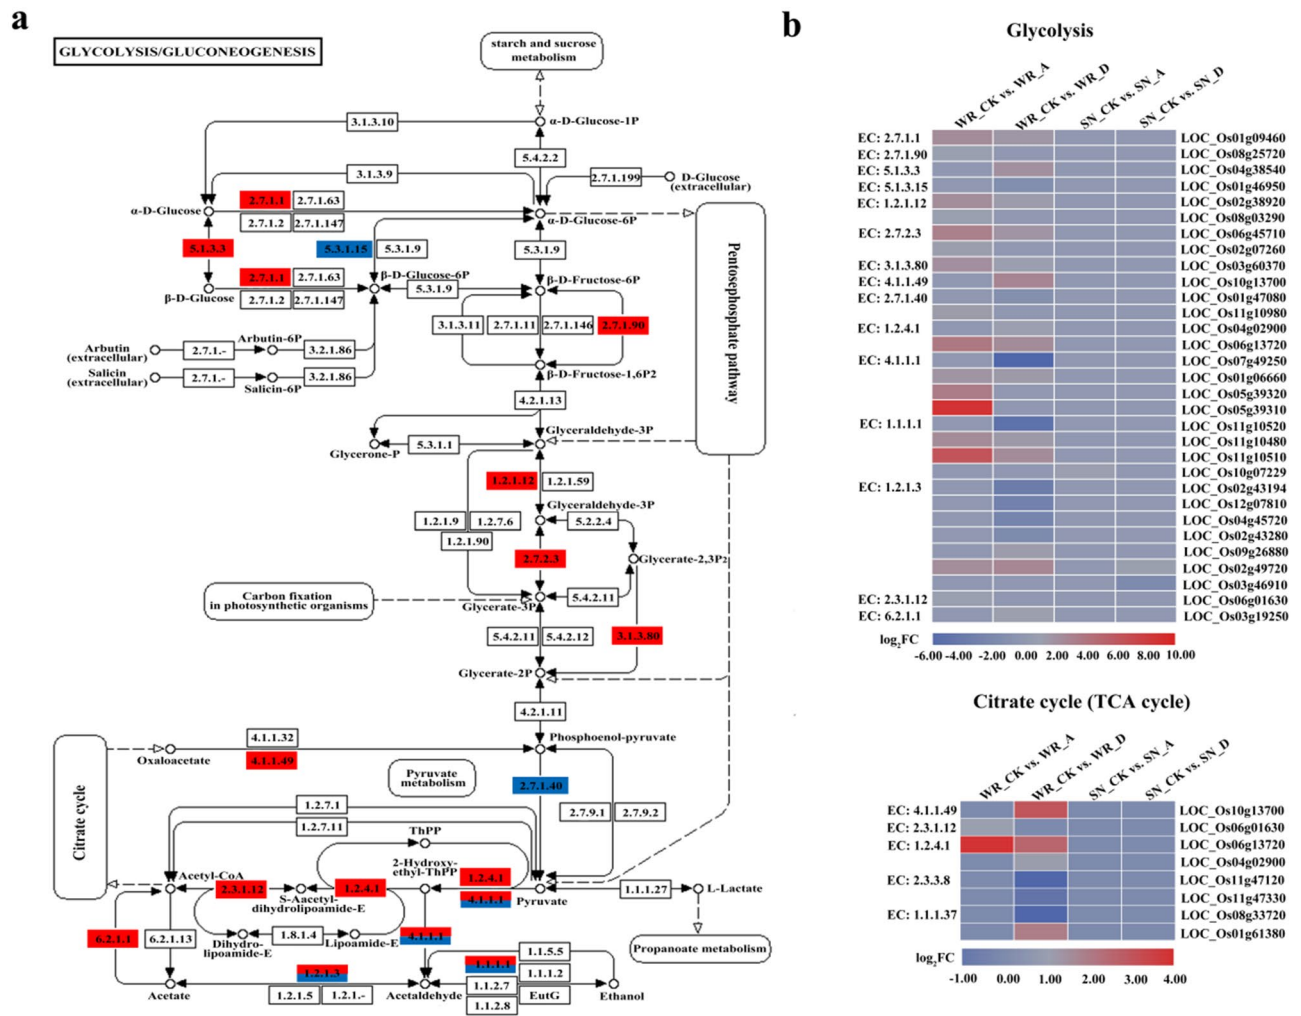 a
GLYCOLYSIS/GLUCONEOGENESIS
starch and sucrose
metabolism
α-D-Glucose-1P
3.1.3.10
5.4.2.2
3.1.3.9
2.7.1.199
D-Glucose
(extracellular)
α-D-Glucose
2.7.1.1
2.7.1.63
2.7.1.2
2.7.1.147
α-D-Glucose-6P
5.1.3.3
5.3.1.15
5.3.1.9
5.3.1.9
Pentosephosphate pathway
2.7.1.1
2.7.1.63
β-D-Glucose
2.7.1.2
2.7.1.147
β-D-Glucose-6P
5.3.1.9
β-D-Fructose-6P
3.1.3.11
2.7.1.11
2.7.1.146
2.7.1.90
Arbutin
(extracellular)
2.7.1.-
Arbutin-6P
3.2.1.86
Salicin
(extracellular)
2.7.1.-
Salicin-6P
3.2.1.86
β-D-Fructose-1,6P2
4.2.1.13
Glyceraldehyde-3P
Glycerone-P
5.3.1.1
1.2.1.12
1.2.1.59
Glyceraldehyde-3P
1.2.1.9
1.2.7.6
1.2.1.90
5.2.2.4
2.7.2.3
Glycerate-2,3P2
Carbon fixation
in photosynthetic organisms
Glycerate-3P
5.4.2.11
5.4.2.11
5.4.2.12
3.1.3.80
Glycerate-2P
4.2.1.11
4.1.1.32
Oxaloacetate
4.1.1.49
Phosphoenol-pyruvate
Pyruvate
metabolism
2.7.1.40
Citrate cycle
1.2.7.1
1.2.7.11
2.7.9.1
2.7.9.2
ThPP
2-Hydroxy-
ethyl-ThPP
Acetyl-CoA
2.3.1.12
S-Aacetyl-
dihydrolipoamide-E
1.2.4.1
1.2.4.1
4.1.1.1
Pyruvate
1.1.1.27
L-Lactate
6.2.1.1
6.2.1.13
Dihydro-
lipoamide-E
1.8.1.4
Lipoamide-E
4.1.1.1
Propanoate metabolism
1.2.1.3
1.1.1.1
1.1.5.5
1.1.1.2
Acetate
1.2.1.5
1.2.1.-
Acetaldehyde
1.1.2.7
EutG
1.1.2.8
Ethanol
b
Glycolysis
WR_CK vs. WR_A
WR_CK vs. WR_D
SN_CK vs. SN_A
SN_CK vs. SN_D
EC: 2.7.1.1 LOC_Os01g09460
EC: 2.7.1.90 LOC_Os08g25720
EC: 5.1.3.3 LOC_Os04g38540
EC: 5.1.3.15 LOC_Os01g46950
EC: 1.2.1.12 LOC_Os02g38920
LOC_Os08g03290
EC: 2.7.2.3 LOC_Os06g45710
LOC_Os02g07260
EC: 3.1.3.80 LOC_Os03g60370
EC: 4.1.1.49 LOC_Os10g13700
EC: 2.7.1.40 LOC_Os01g47080
LOC_Os11g10980
EC: 1.2.4.1 LOC_Os04g02900
LOC_Os06g13720
EC: 4.1.1.1 LOC_Os07g49250
LOC_Os01g06660
LOC_Os05g39320
LOC_Os05g39310
EC: 1.1.1.1 LOC_Os11g10520
LOC_Os11g10480
LOC_Os11g10510
LOC_Os10g07229
EC: 1.2.1.3 LOC_Os02g43194
LOC_Os12g07810
LOC_Os04g45720
LOC_Os02g43280
LOC_Os09g26880
LOC_Os02g49720
LOC_Os03g46910
EC: 2.3.1.12 LOC_Os06g01630
EC: 6.2.1.1 LOC_Os03g19250
log2FC
-6.00 -4.00 -2.00 0.00 2.00 4.00 6.00 8.00 10.00
Citrate cycle (TCA cycle)
WR_CK vs. WR_A
WR_CK vs. WR_D
SN_CK vs. SN_A
SN_CK vs. SN_D
EC: 4.1.1.49 LOC_Os10g13700
EC: 2.3.1.12 LOC_Os06g01630
EC: 1.2.4.1 LOC_Os06g13720
LOC_Os04g02900
EC: 2.3.3.8 LOC_Os11g47120
LOC_Os11g47330
EC: 1.1.1.37 LOC_Os08g33720
LOC_Os01g61380
log2FC
-1.00 0.00 1.00 2.00 3.00 4.00